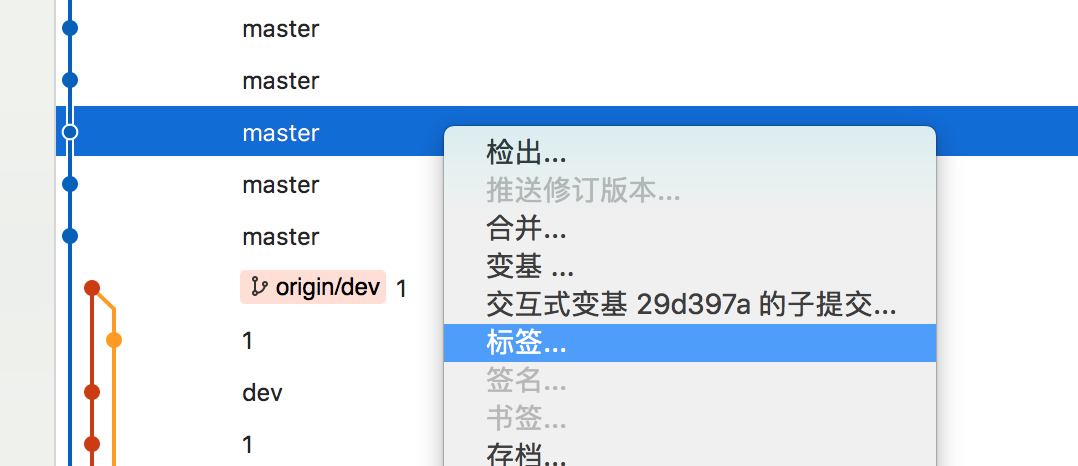 master
master
master
检出...
推送修订版本...
master
合并...
master
变基 ...
origin/dev 1
交互式变基 29d397a 的子提交...
1
标签...
签名...
dev
书签...
1
存档...